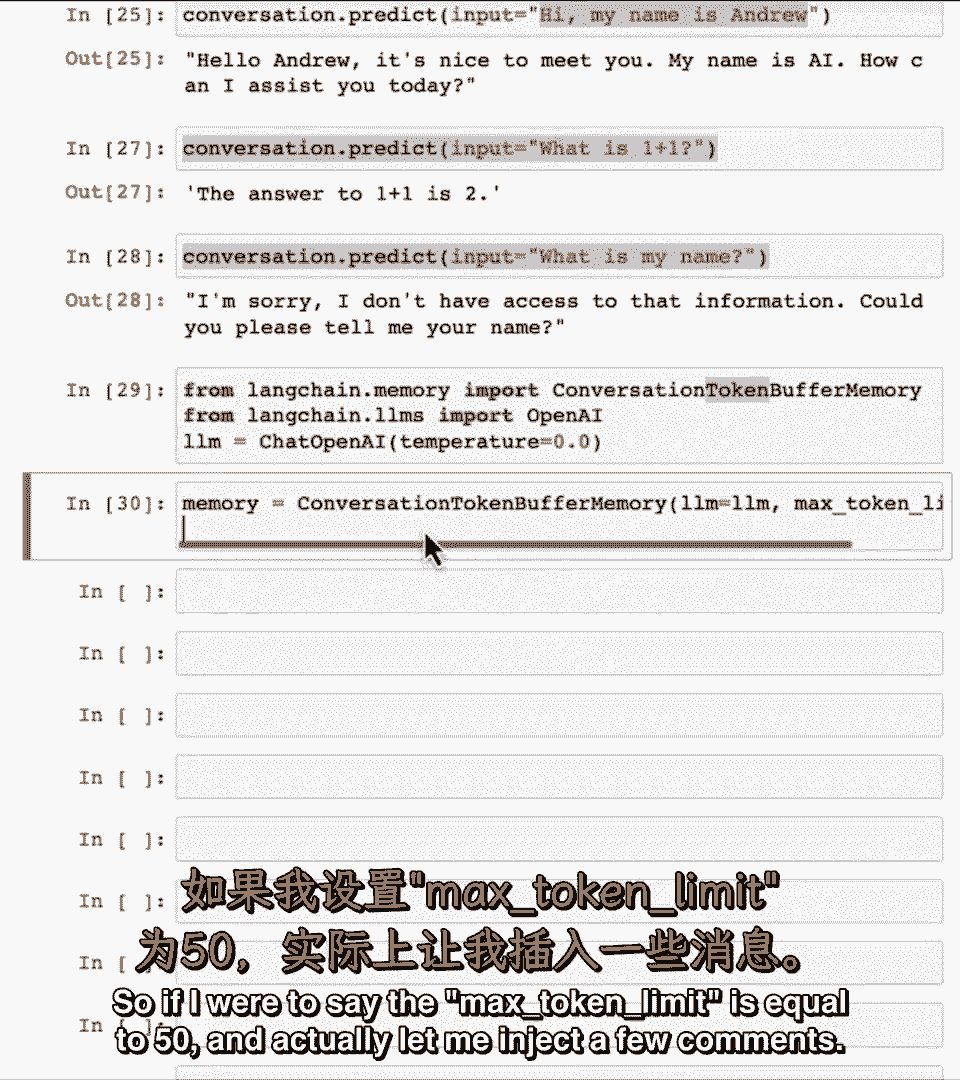 In [25]: conversation.predict(input="Hi, my name is Andrew")
Out[25]: "Hello Andrew, it's nice to meet you. My name is AI. How c
an I assist you today?"
In [27]: conversation.predict(input="What is 1+1?")
Out[27]: 'The answer to 1+1 is 2.'
In [28]: conversation.predict(input="What is my name?")
Out[28]: "I'm sorry, I don't have access to that information. Could
you please tell me your name?"
In [29]: from langchain.memory import ConversationTokenBufferMemory
from langchain.llms import OpenAI
llm = ChatOpenAI(temperature=0.0)
In [30]: memory = ConversationTokenBufferMemory(llm=llm, max_token_li
In [ ]:
In [ ]:
In [ ]:
In [ ]:
In [ ]:
In [ ]:
如果我设置"max_token_limit"
In [
为50，实际上让我插入一些消息。
In [ ]:
So if I were to say the "max_token_limit" is equal
to 50, and actually let me inject a few comments.